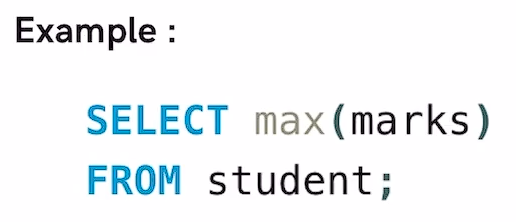 Example :
SELECT max(marks)
FROM student;